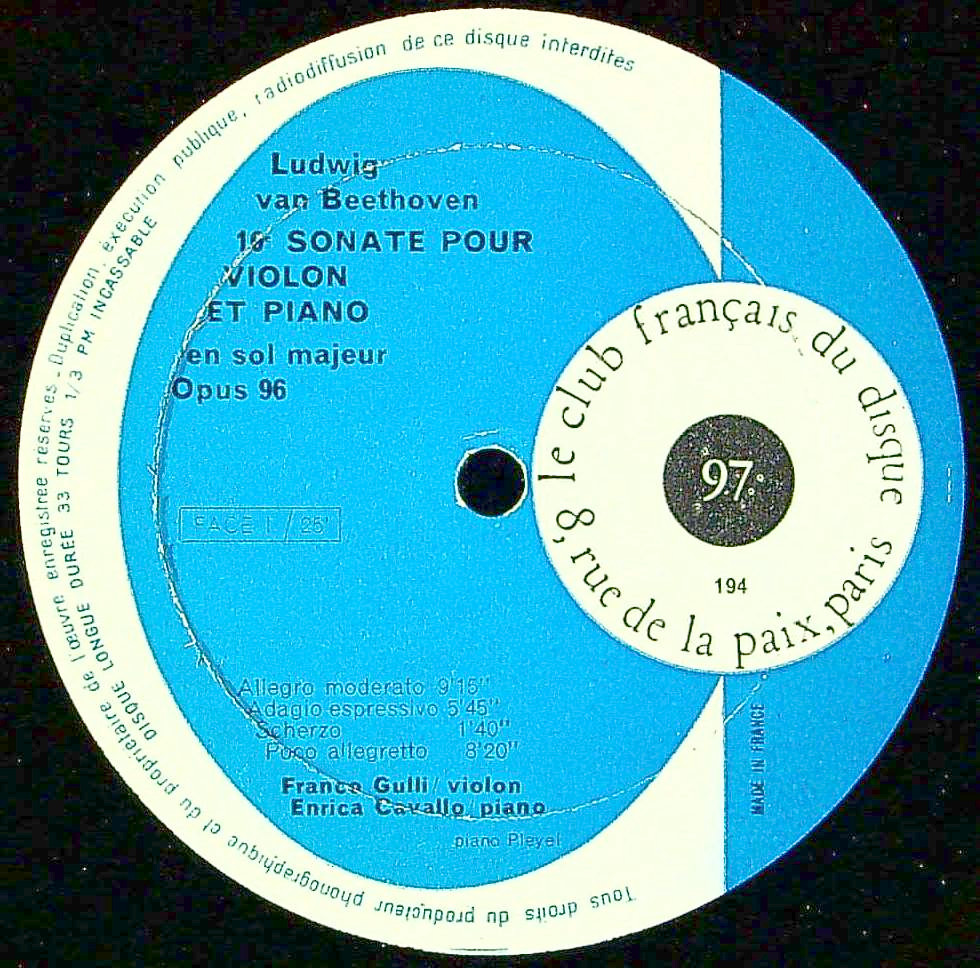 Tous droits du producteur phonographique et du propriétaire de l'œuvre enregistrée réservés - Duplication, exécution publique, radiodiffusion de ce disque interdites
DISQUE LONGUE DURÉE 33 TOURS 1/3 PM INCASSABLE
Ludwig
van Beethoven
10e SONATE POUR
VIOLON
ET PIANO
en sol majeur
Opus 96
le club français du disque
8, rue de la paix, paris
97
194
FACE 1 / 25'
Allegro moderato 9'15"
Adagio espressivo 5'45"
Scherzo 1'40"
Poco allegretto 8'20"
Franco Gulli / violon
Enrica Cavallo / piano
piano Pleyel
MADE IN FRANCE